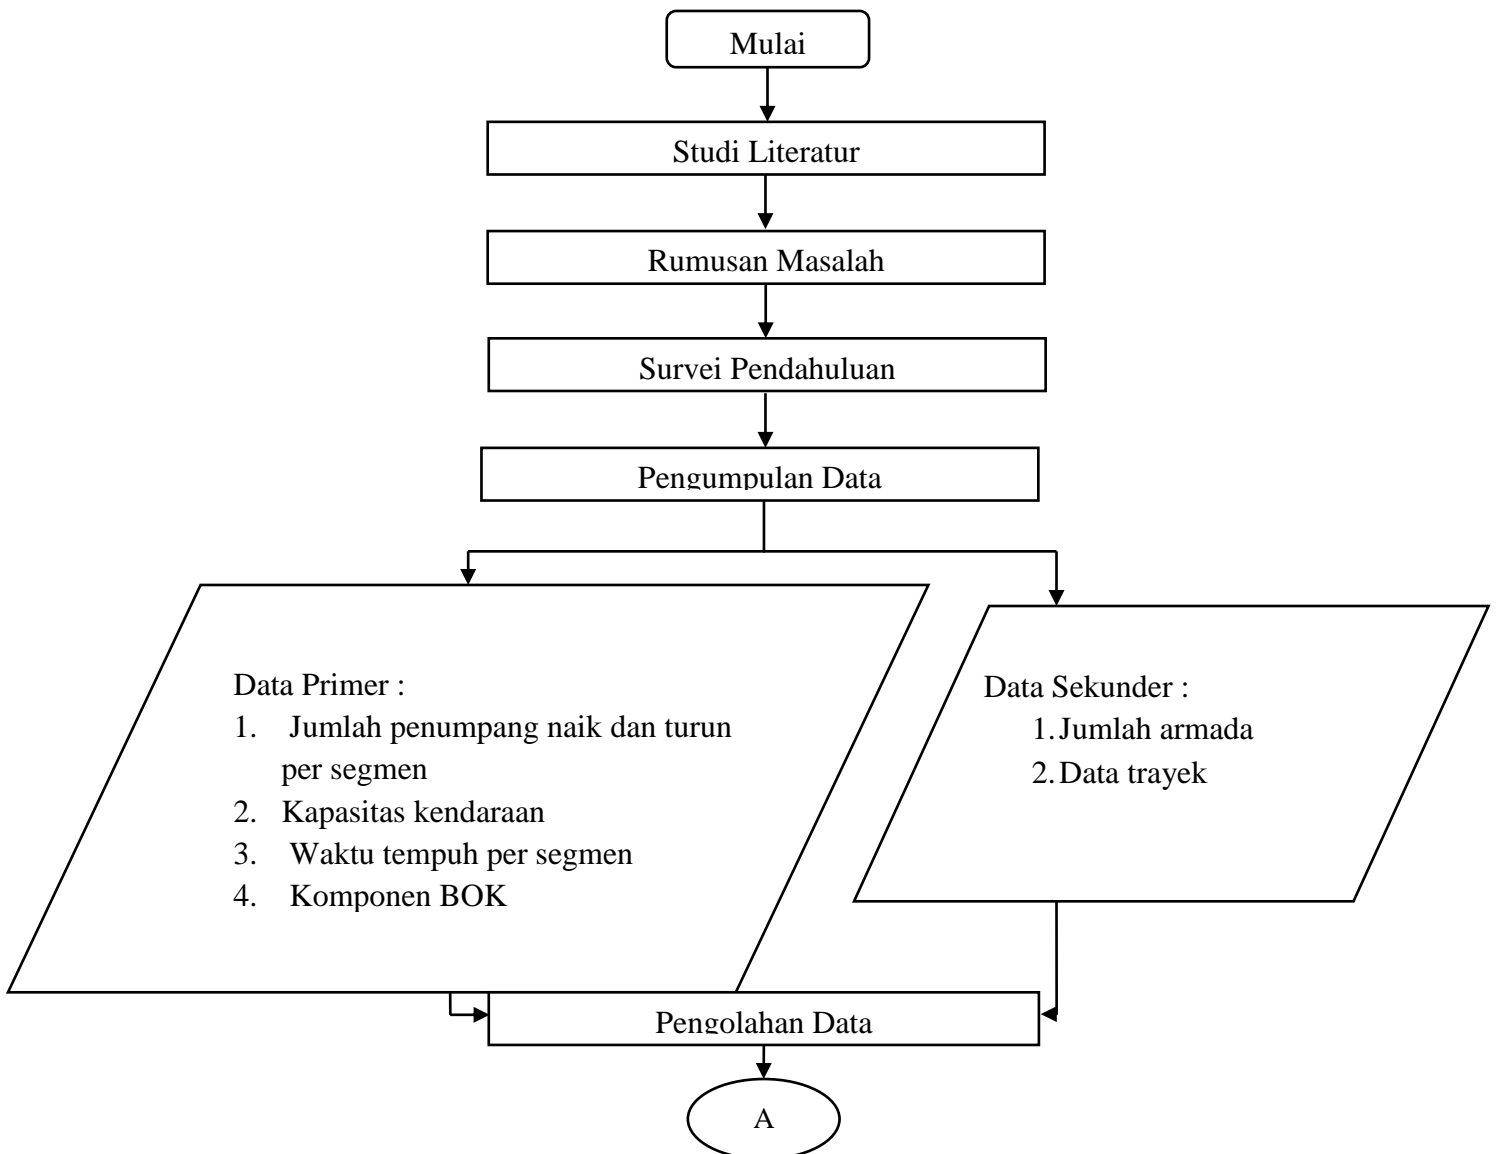 Mulai
Studi Literatur
Rumusan Masalah
Survei Pendahuluan
Pengumpulan Data
Data Primer :
1. Jumlah penumpang naik dan turun
per segmen
2. Kapasitas kendaraan
3. Waktu tempuh per segmen
4. Komponen BOK
Data Sekunder :
1. Jumlah armada
2. Data trayek
Pengolahan Data
A